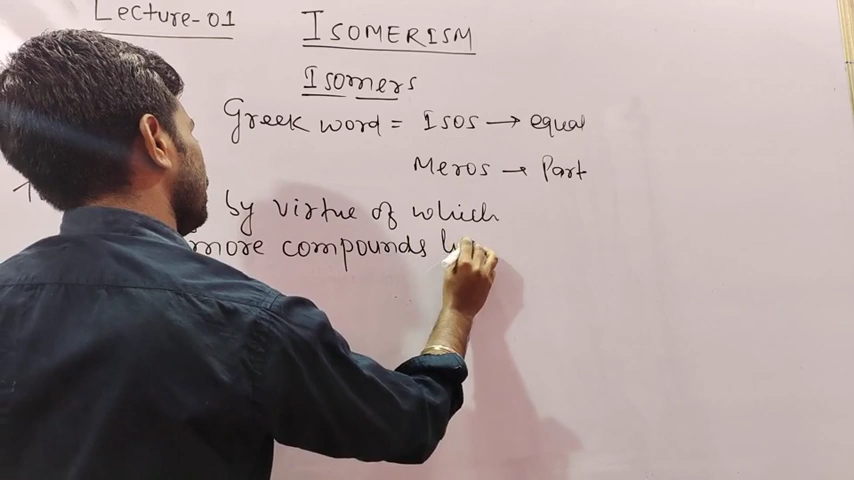 Lecture-01
ISOMERISM
Isomers
Greek word = Isos → equal
Meros → Part
by virtue of which
more compounds